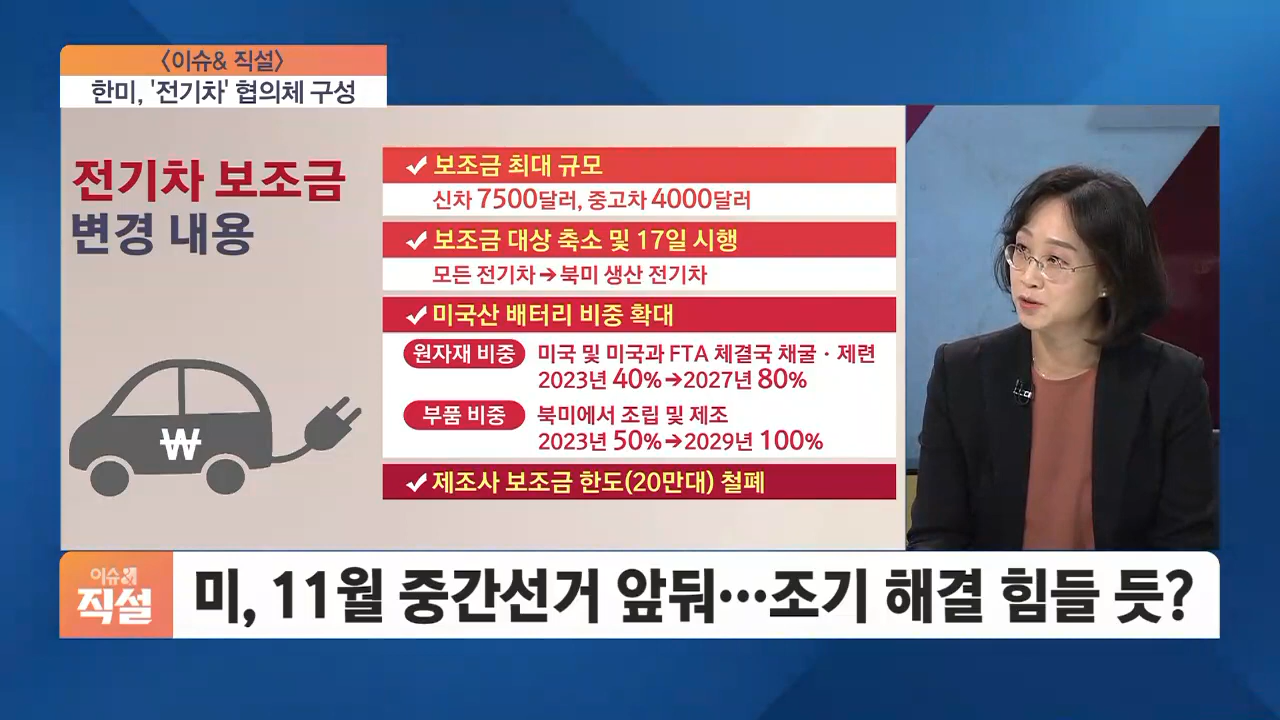 〈이슈& 직설〉
한미, '전기차' 협의체 구성
전기차 보조금
변경 내용
₩
✔ 보조금 최대 규모
신차 7500달러, 중고차 4000달러
✔ 보조금 대상 축소 및 17일 시행
모든 전기차 ➔ 북미 생산 전기차
✔ 미국산 배터리 비중 확대
원자재 비중 미국 및 미국과 FTA 체결국 채굴 · 제련
2023년 40% ➔ 2027년 80%
부품 비중 북미에서 조립 및 제조
2023년 50% ➔ 2029년 100%
✔ 제조사 보조금 한도(20만대) 철폐
이슈&
직설
미, 11월 중간선거 앞둬…조기 해결 힘들 듯?